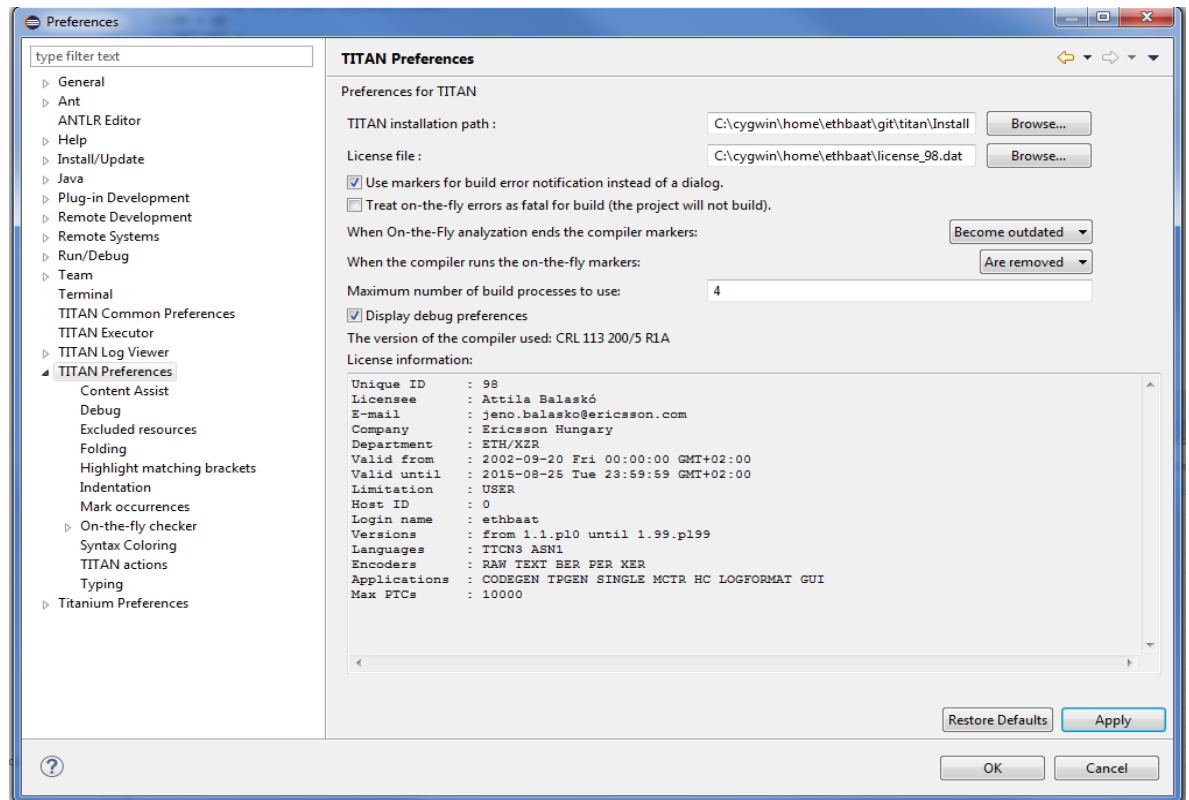 Preferences
type filter text
General
Ant
ANTLR Editor
Help
Install/Update
Java
Plug-in Development
Remote Development
Remote Systems
Run/Debug
Team
Terminal
TITAN Common Preferences
TITAN Executor
TITAN Log Viewer
TITAN Preferences
Content Assist
Debug
Excluded resources
Folding
Highlight matching brackets
Indentation
Mark occurrences
On-the-fly checker
Syntax Coloring
TITAN actions
Typing
Titanium Preferences
TITAN Preferences
Preferences for TITAN
TITAN installation path : C:\cygwin\home\ethbaat\git\titan\Install Browse...
License file : C:\cygwin\home\ethbaat\license_98.dat Browse...
Use markers for build error notification instead of a dialog.
Treat on-the-fly errors as fatal for build (the project will not build).
When On-the-Fly analyzation ends the compiler markers: Become outdated
When the compiler runs the on-the-fly markers: Are removed
Maximum number of build processes to use: 4
Display debug preferences
The version of the compiler used: CRL 113 200/5 R1A
License information:
Unique ID : 98
Licensee : Attila Balaskó
E-mail : jeno.balasko@ericsson.com
Company : Ericsson Hungary
Department : ETH/XZR
Valid from : 2002-09-20 Fri 00:00:00 GMT+02:00
Valid until : 2015-08-25 Tue 23:59:59 GMT+02:00
Limitation : USER
Host ID : 0
Login name : ethbaat
Versions : from 1.1.pl0 until 1.99.pl99
Languages : TTCN3 ASN1
Encoders : RAW TEXT BER PER XER
Applications : CODEGEN TPGEN SINGLE MCTR HC LOGFORMAT GUI
Max PTCs : 10000
Restore Defaults Apply
OK Cancel